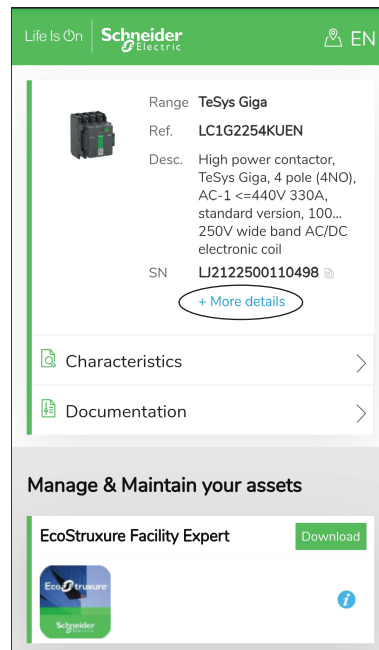 Life Is On Schneider Electric EN
Range TeSys Giga
Ref. LC1G2254KUEN
Desc. High power contactor,
TeSys Giga, 4 pole (4NO),
AC-1 <=440V 330A,
standard version, 100...
250V wide band AC/DC
electronic coil
SN LJ2122500110498
+ More details
Characteristics
Documentation
Manage & Maintain your assets
EcoStruxure Facility Expert Download
EcoStruxure
Schneider
Electric